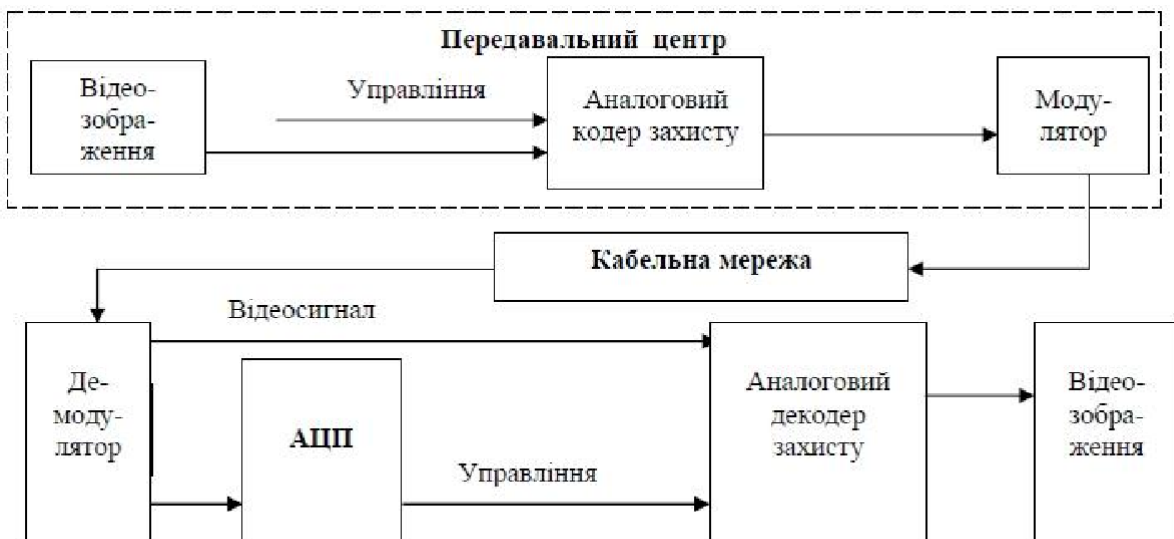 Передавальний центр
Відео-
зобра-
ження
Управління
Аналоговий
кодер захисту
Моду-
лятор
Кабельна мережа
Відеосигнал
Де-
моду-
лятор
АЦП
Управління
Аналоговий
декодер
захисту
Відео-
зобра-
ження